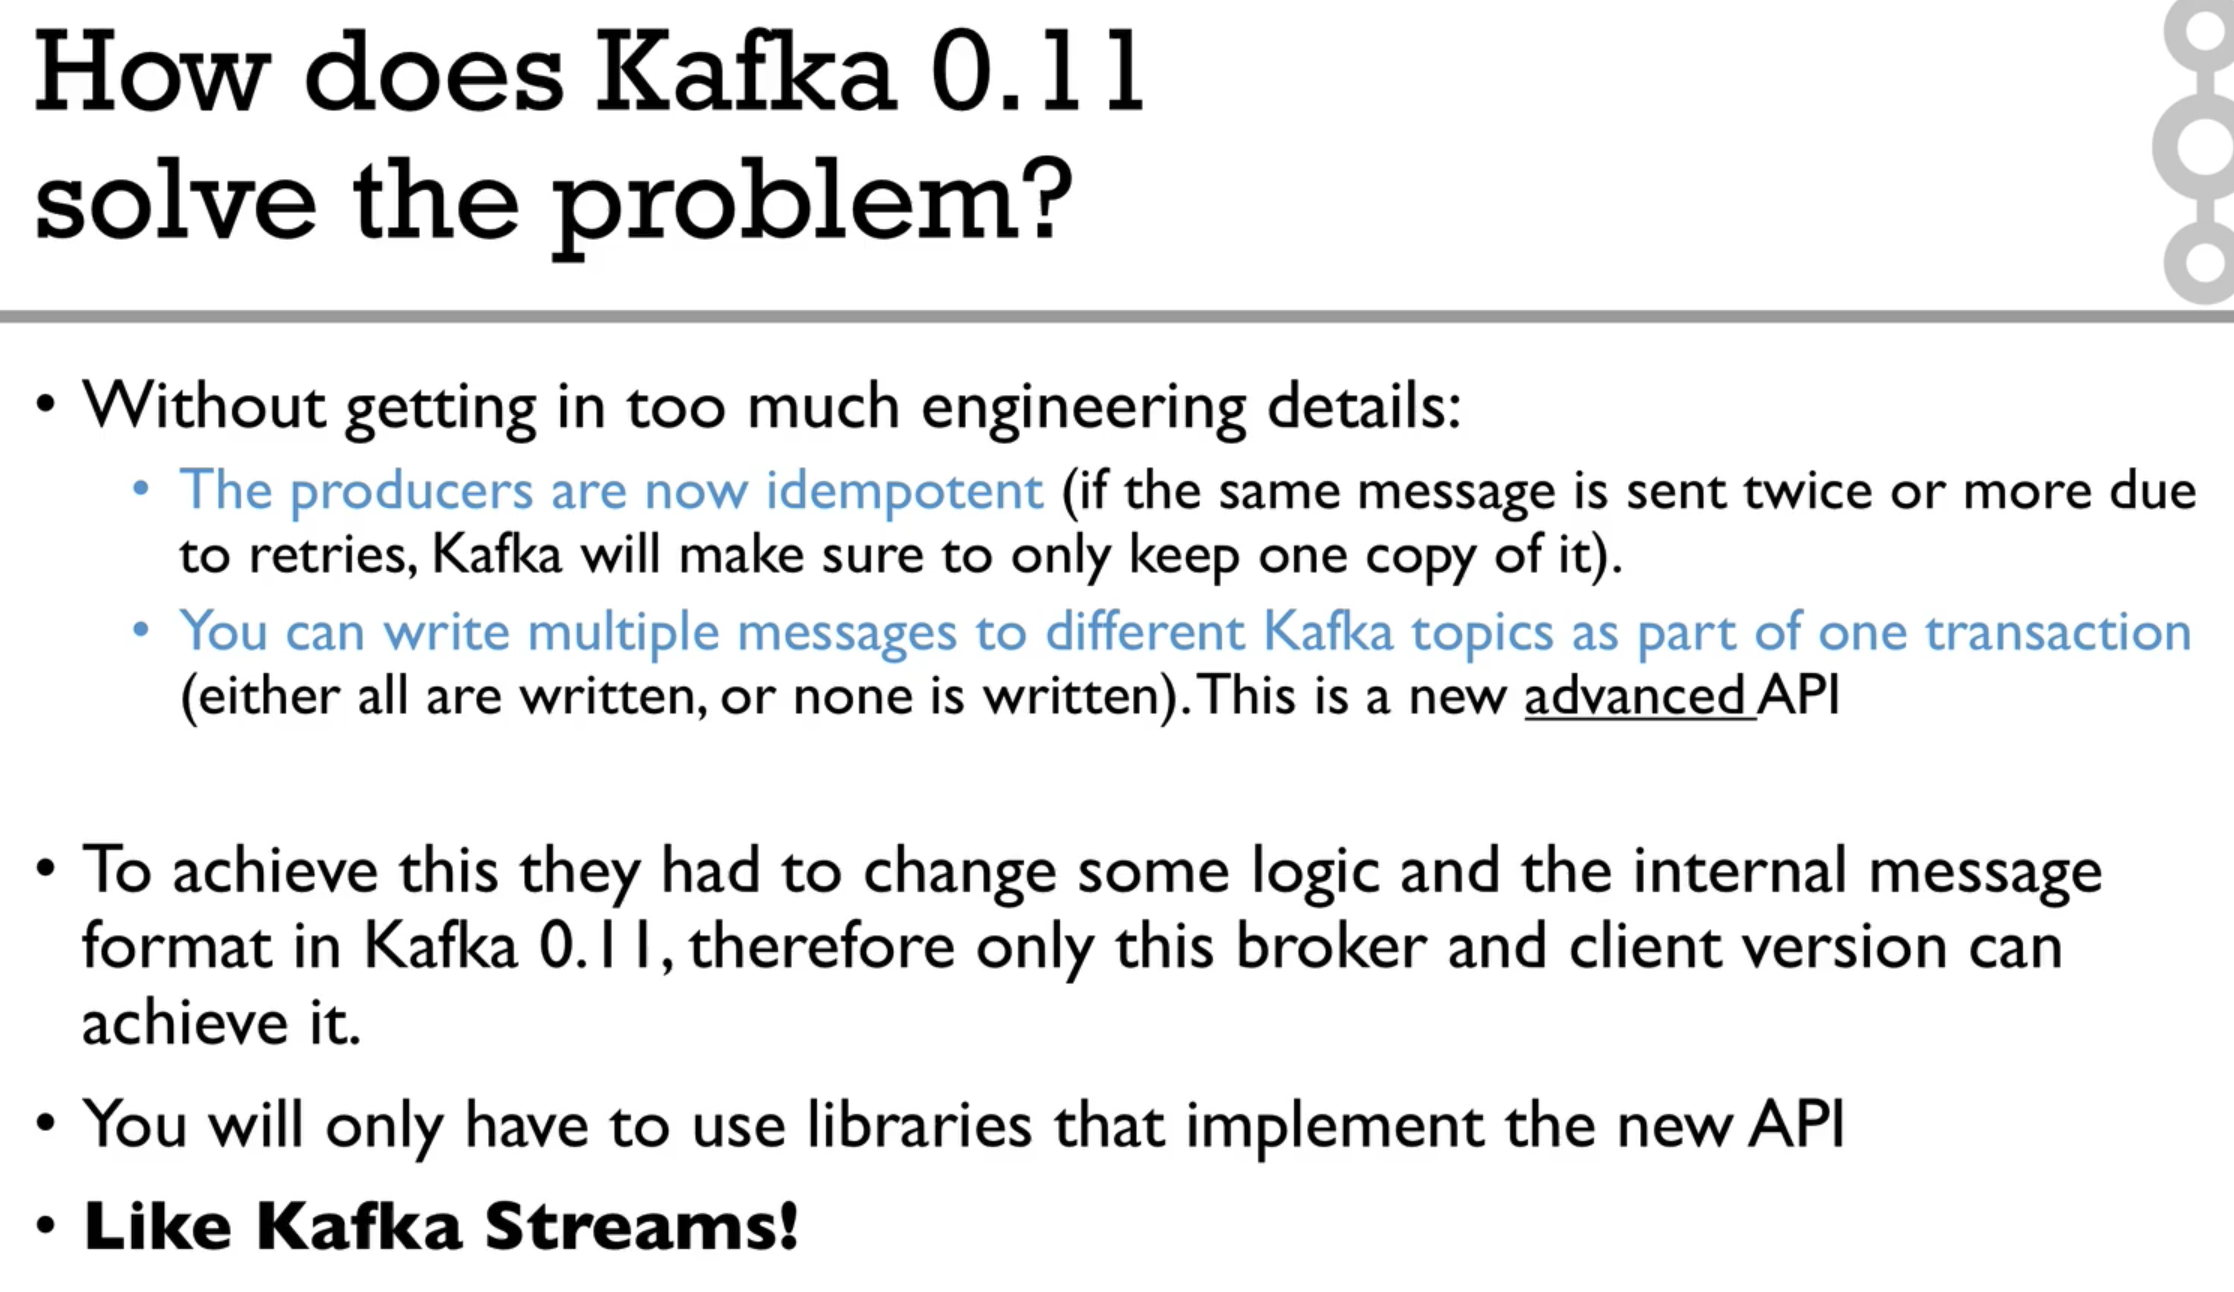 How does Kafka 0.11
solve the problem?
• Without getting in too much engineering details:
• The producers are now idempotent (if the same message is sent twice or more due
to retries, Kafka will make sure to only keep one copy of it).
• You can write multiple messages to different Kafka topics as part of one transaction
(either all are written, or none is written). This is a new advanced API
• To achieve this they had to change some logic and the internal message
format in Kafka 0.11, therefore only this broker and client version can
achieve it.
• You will only have to use libraries that implement the new API
• Like Kafka Streams!